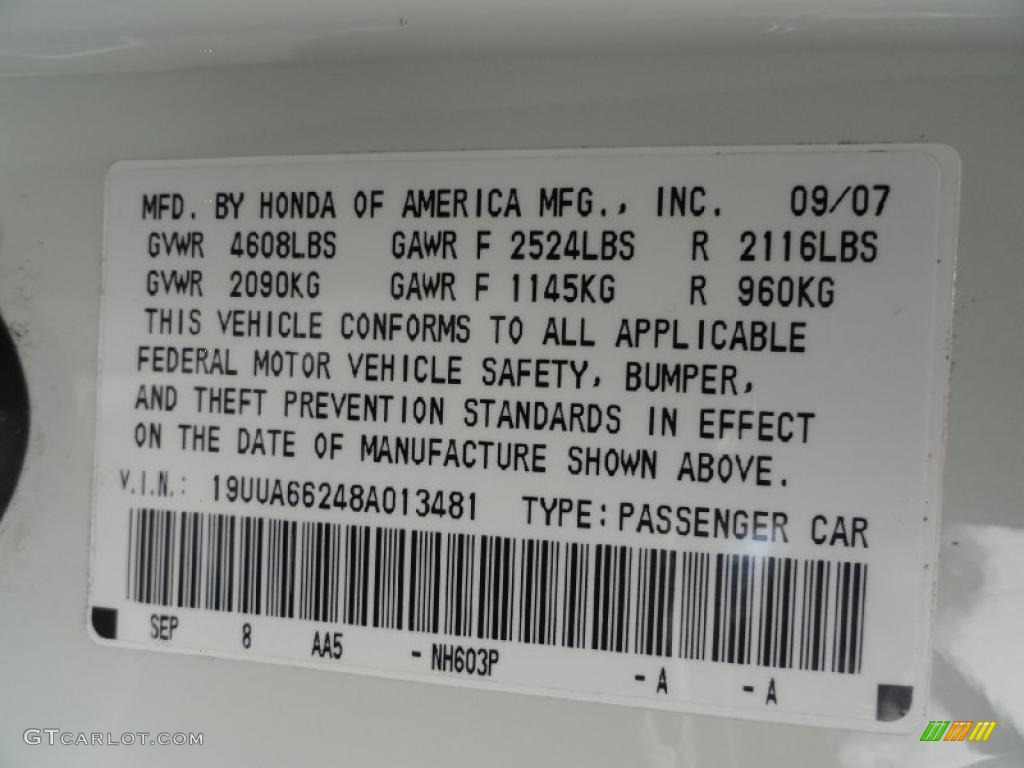 MFD. BY HONDA OF AMERICA MFG., INC. 09/07
GVWR 4608LBS GAWR F 2524LBS R 2116LBS
GVWR 2090KG GAWR F 1145KG R 960KG
THIS VEHICLE CONFORMS TO ALL APPLICABLE
FEDERAL MOTOR VEHICLE SAFETY, BUMPER,
AND THEFT PREVENTION STANDARDS IN EFFECT
ON THE DATE OF MANUFACTURE SHOWN ABOVE.
V.I.N.: 19UUA66248A013481 TYPE:PASSENGER CAR
SEP 8 AA5 -NH603P -A -A
GTCARLOT.COM